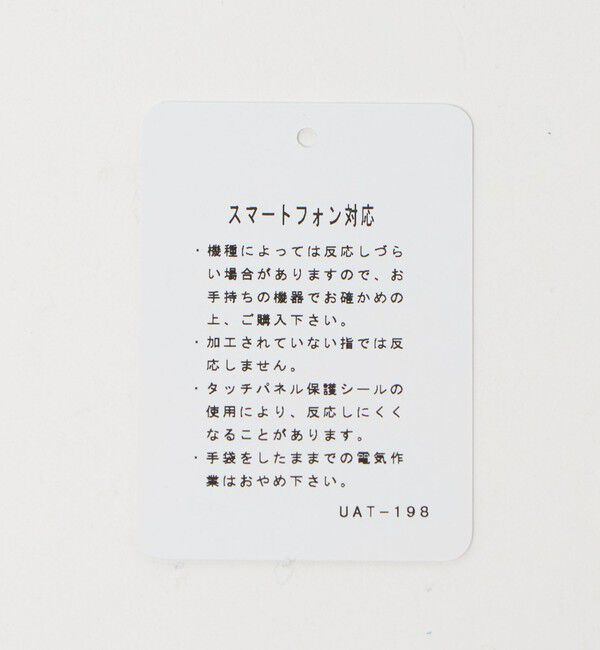 スマートフォン対応
・機種によっては反応しづら
い場合がありますので、お
手持ちの機器でお確かめの
上、ご購入下さい。
・加工されていない指では反
応しません。
・タッチパネル保護シールの
使用により、反応しにくく
なることがあります。
・手袋をしたままでの電気作
業はおやめ下さい。
UAT-198